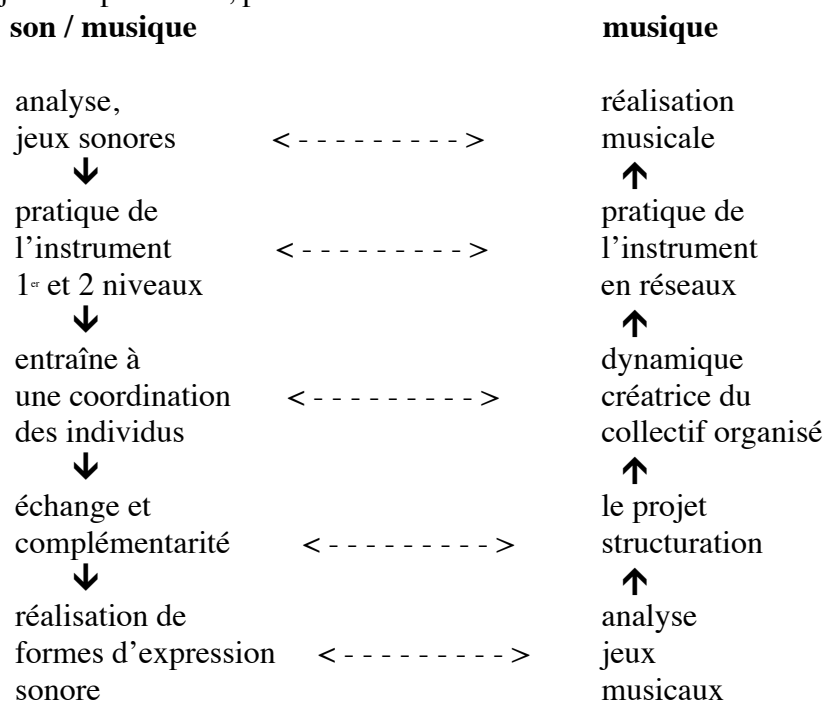 son / musique musique
analyse, réalisation
jeux sonores < - - - - - - - - - > musicale
pratique de pratique de
l’instrument < - - - - - - - - - > l’instrument
1er et 2 niveaux en réseaux
entraîne à dynamique
une coordination < - - - - - - - - - > créatrice du
des individus collectif organisé
échange et le projet
complémentarité < - - - - - - - - - > structuration
réalisation de analyse
formes d’expression < - - - - - - - - - > jeux
sonore musicaux